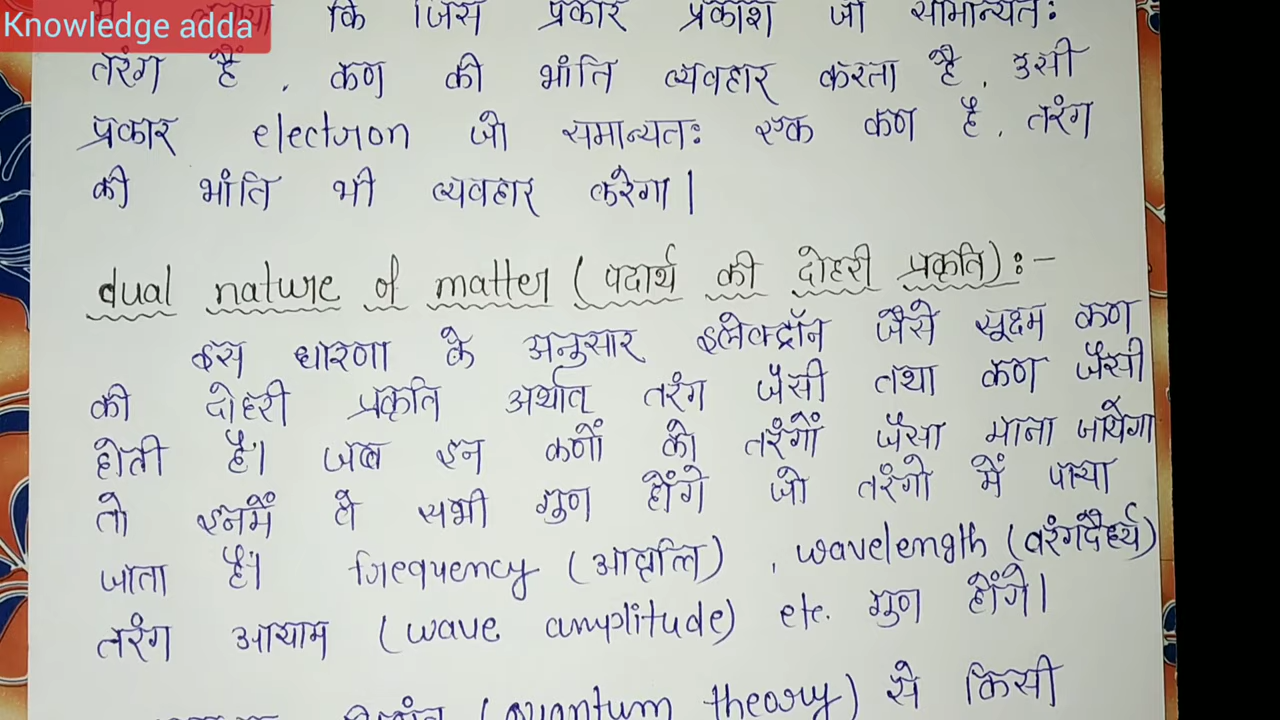 Knowledge adda
कि जिस प्रकार प्रकाश जो सामान्यतः
तरंग है , कण की भांति व्यवहार करता है , उसी
प्रकार electron जो समान्यतः एक कण है , तरंग
की भांति भी व्यवहार करेगा |
dual nature of matter ( पदार्थ की दोहरी प्रकृति ) : -
इस धारणा के अनुसार इलेक्ट्रॉन जैसे सूक्ष्म कण
की दोहरी प्रकृति अर्थात् तरंग जैसी तथा कण जैसी
होती है। जब इन कणों को तरंगों जैसा माना जायेगा
तो इनमें वे सभी गुण होंगे जो तरंगो में पाया
जाता है। frequency ( आवृत्ति ) , wavelength ( तरंगदैर्ध्य )
तरंग आयाम ( wave amplitude ) etc. गुण होंगे।
( quantum theory ) से किसी